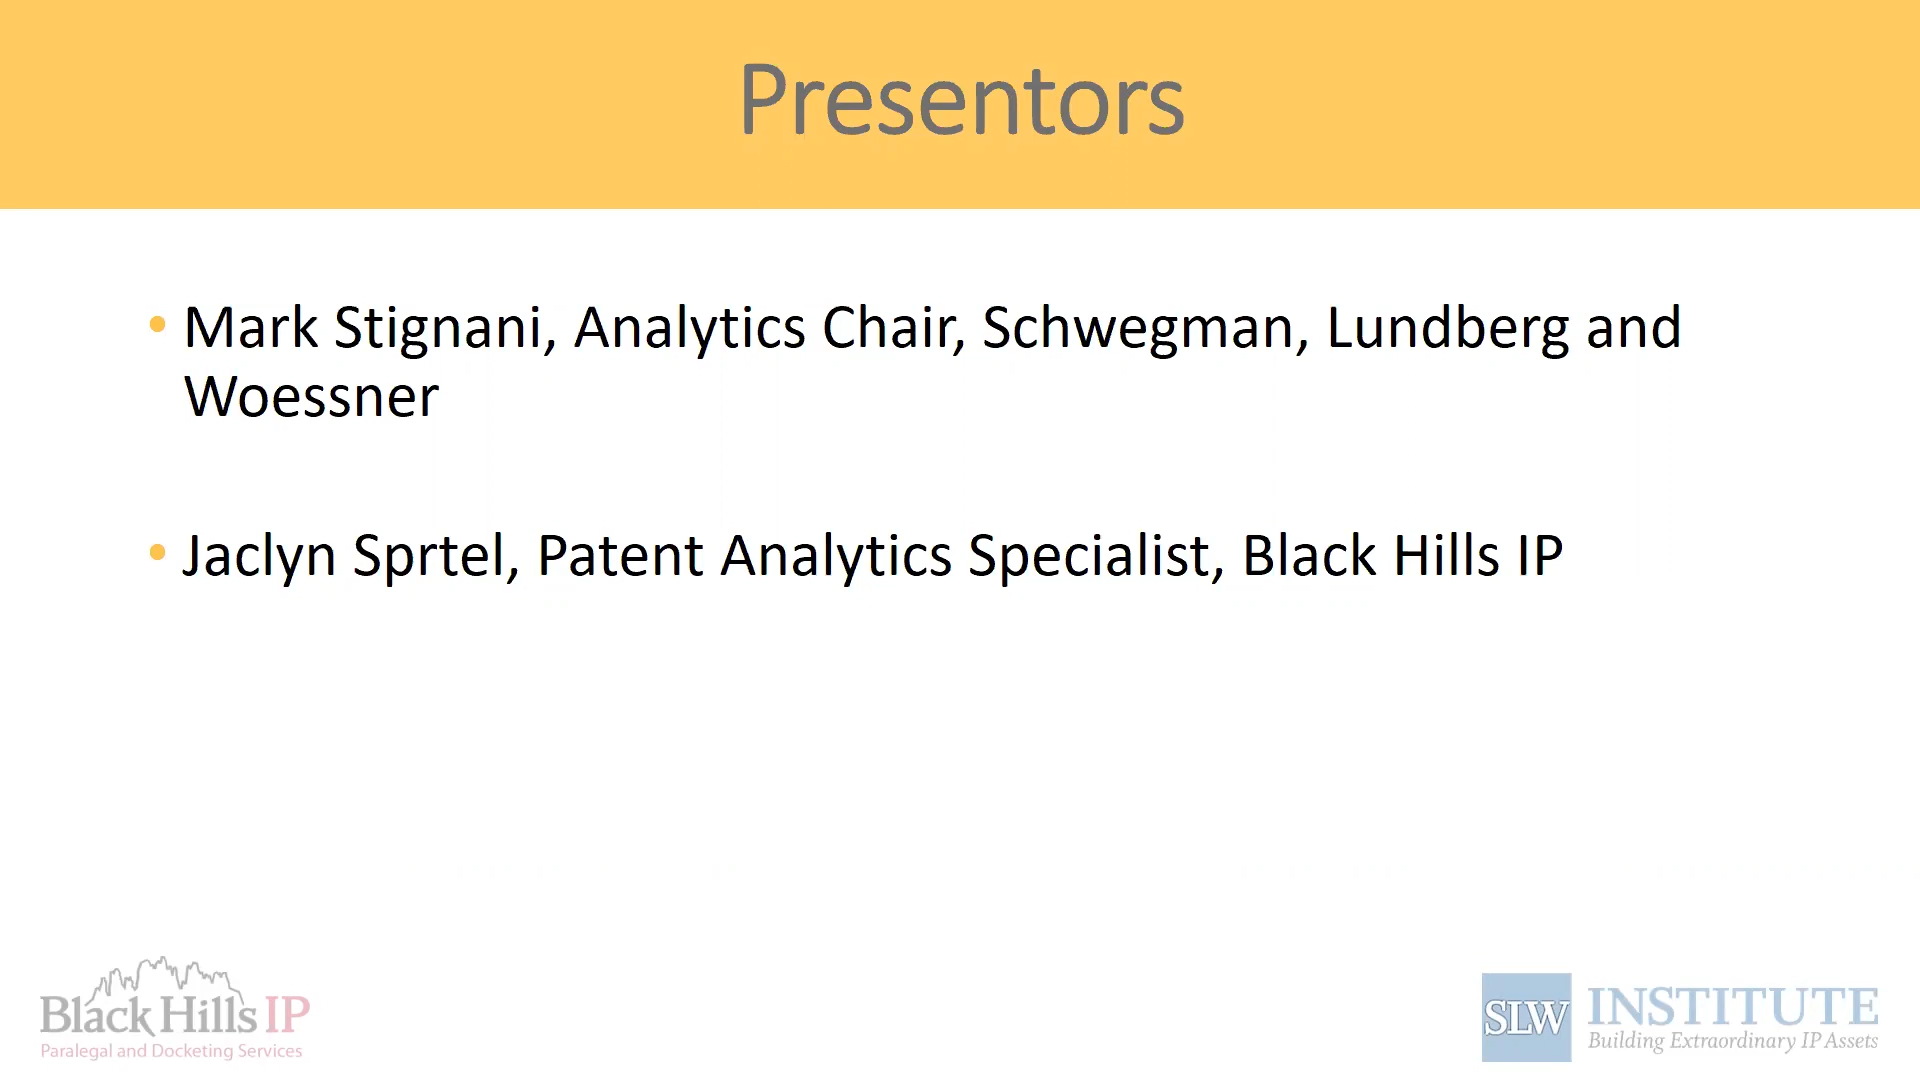 Presentors
• Mark Stignani, Analytics Chair, Schwegman, Lundberg and
Woessner
• Jaclyn Sprtel, Patent Analytics Specialist, Black Hills IP
Black Hills IP
Paralegal and Docketing Services
SLW INSTITUTE
Building Extraordinary IP Assets